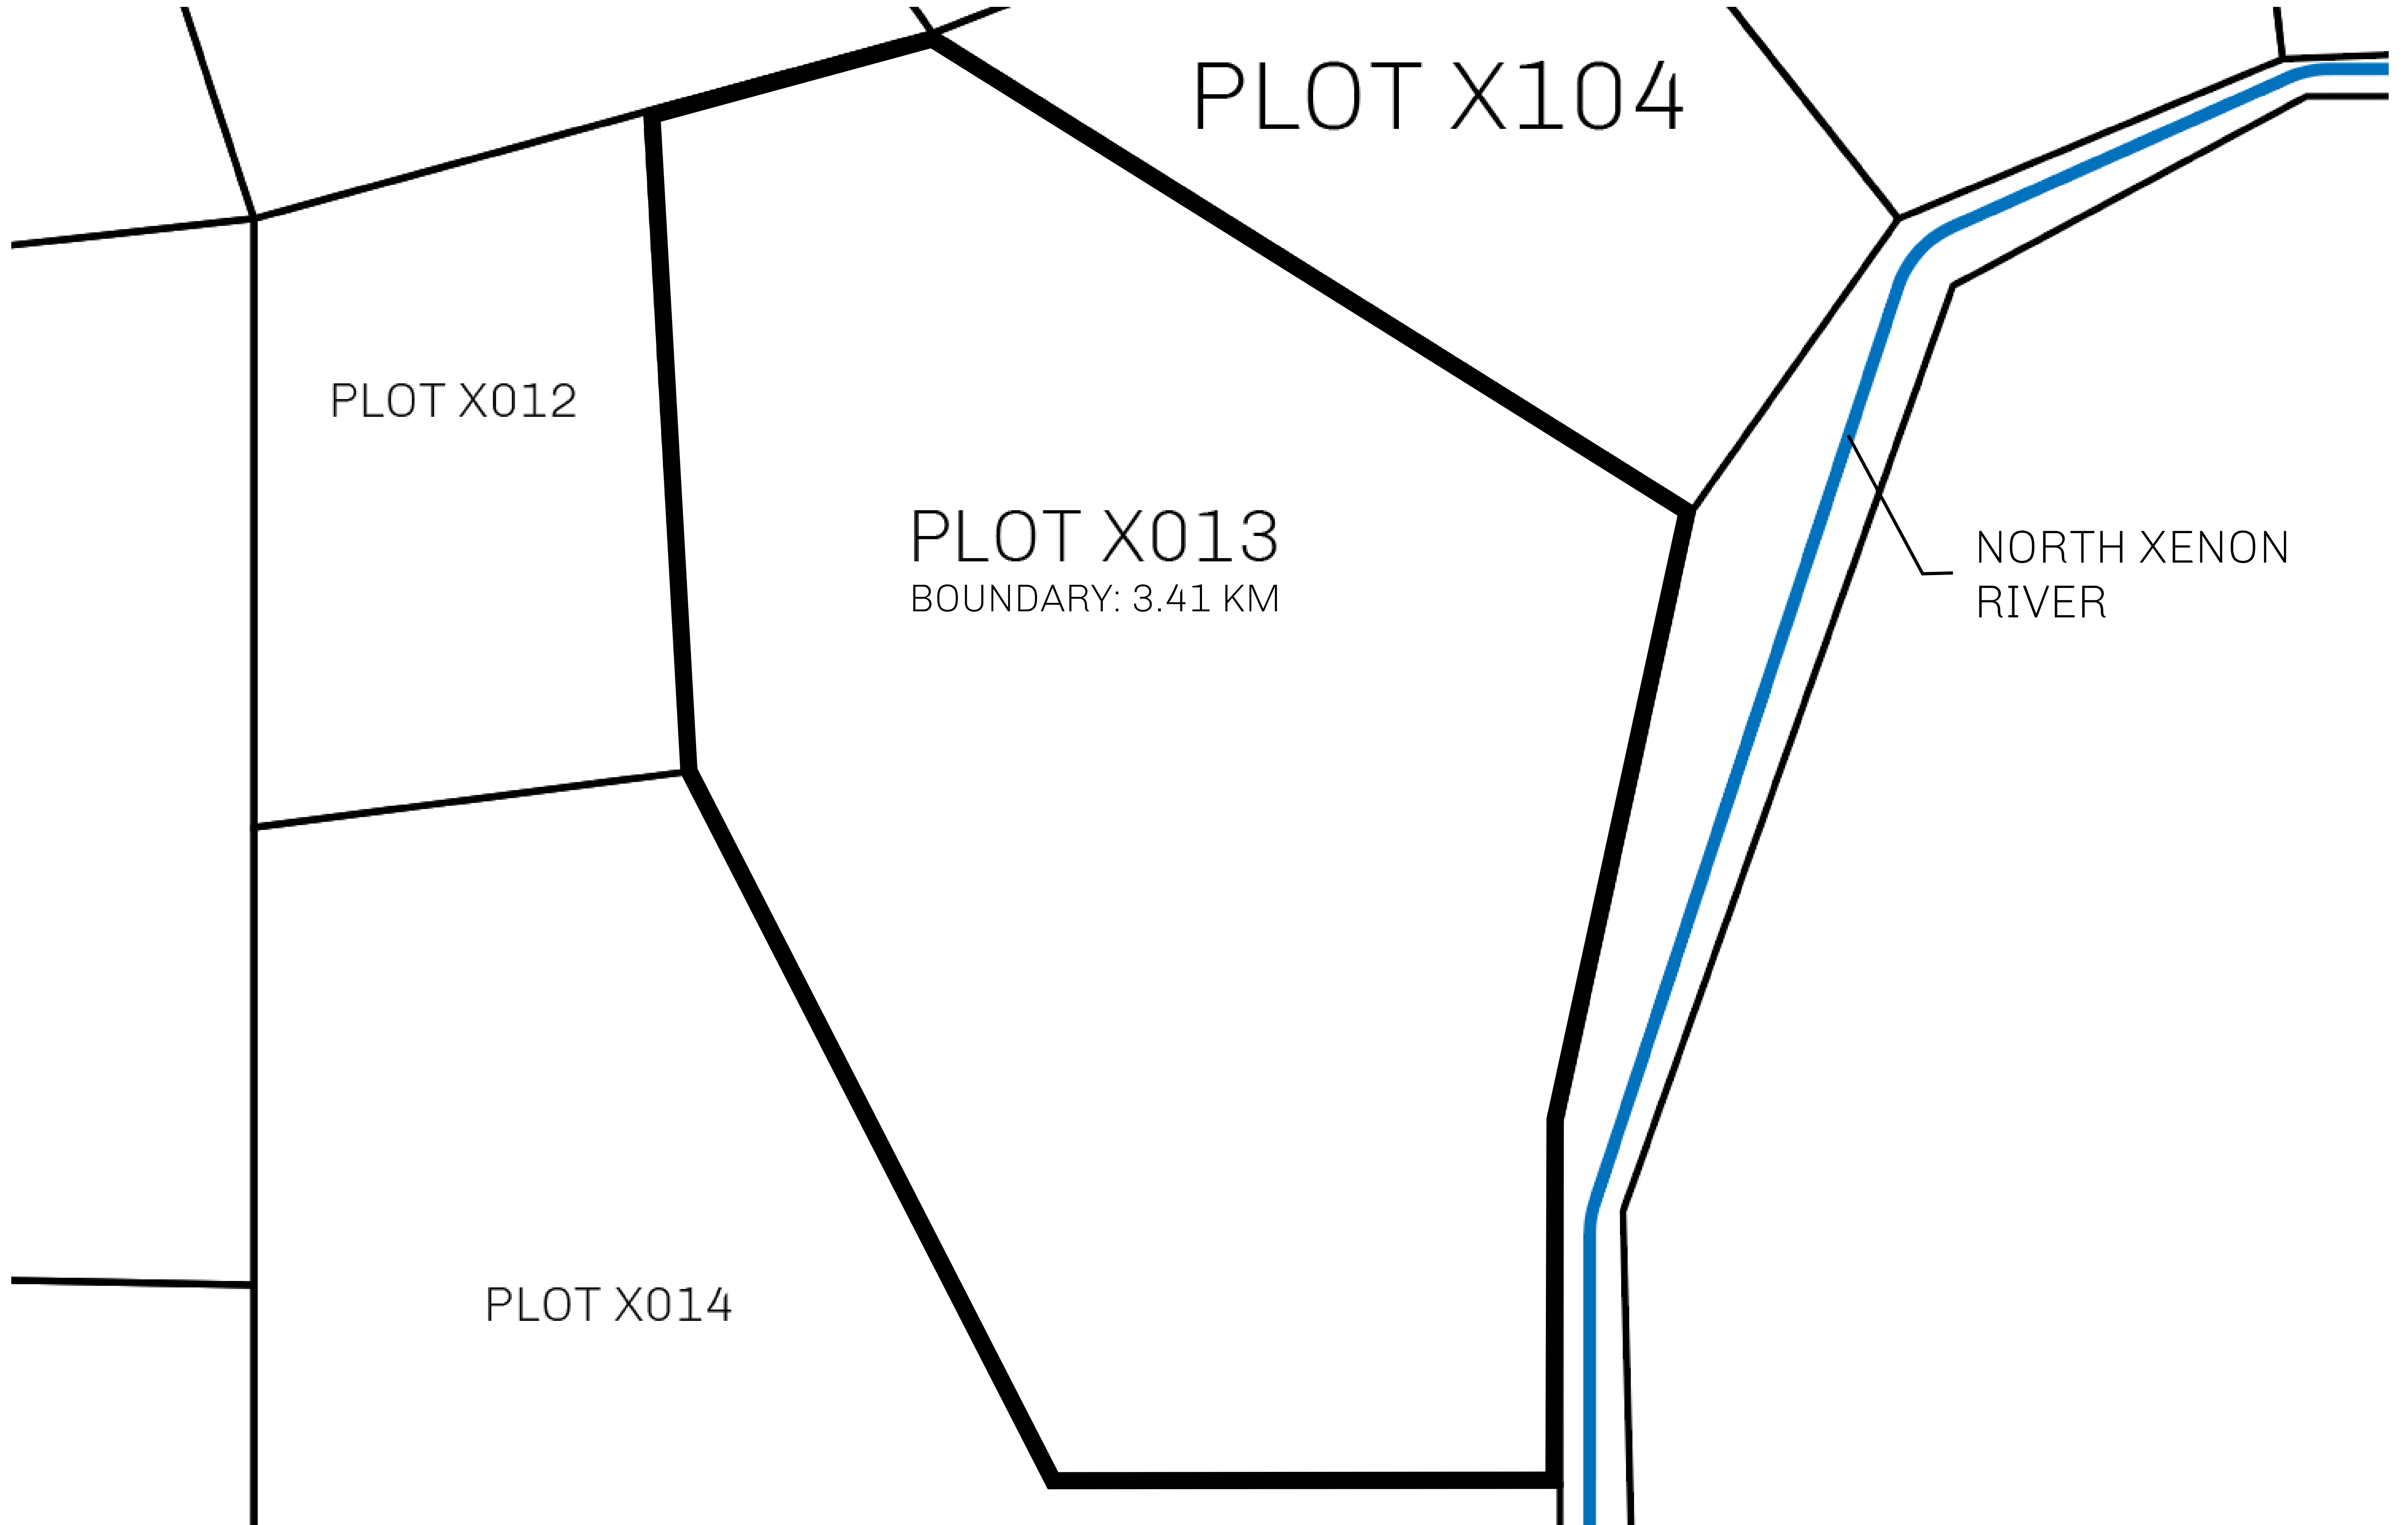 PLOT X104
PLOT X012
PLOT X013
BOUNDARY: 3.41 KM
NORTH XENON
RIVER
PLOT X014